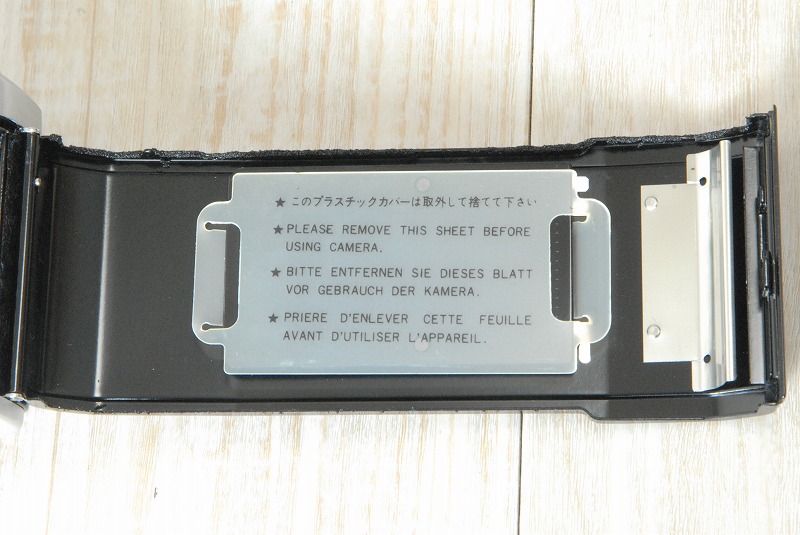 ★ このプラスチックカバーは取外して捨てて下さい
★ PLEASE REMOVE THIS SHEET BEFORE
USING CAMERA.
★ BITTE ENTFERNEN SIE DIESES BLATT
VOR GEBRAUCH DER KAMERA.
★ PRIERE D'ENLEVER CETTE FEUILLE
AVANT D'UTILISER L'APPAREIL.